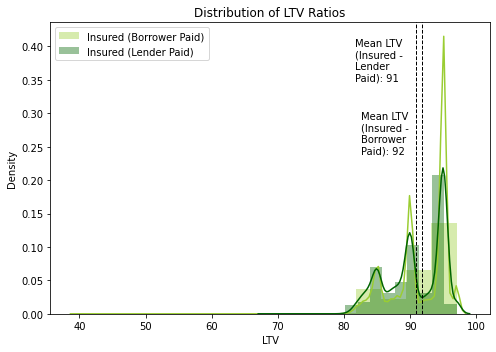 Distribution of LTV Ratios
Insured (Borrower Paid)
Insured (Lender Paid)
Mean LTV
(Insured -
Lender
Paid): 91
Mean LTV
(Insured -
Borrower
Paid): 92
0.40
0.35
0.30
0.25
0.20
0.15
0.10
0.05
0.00
Density
40 50 60 70 80 90 100
LTV